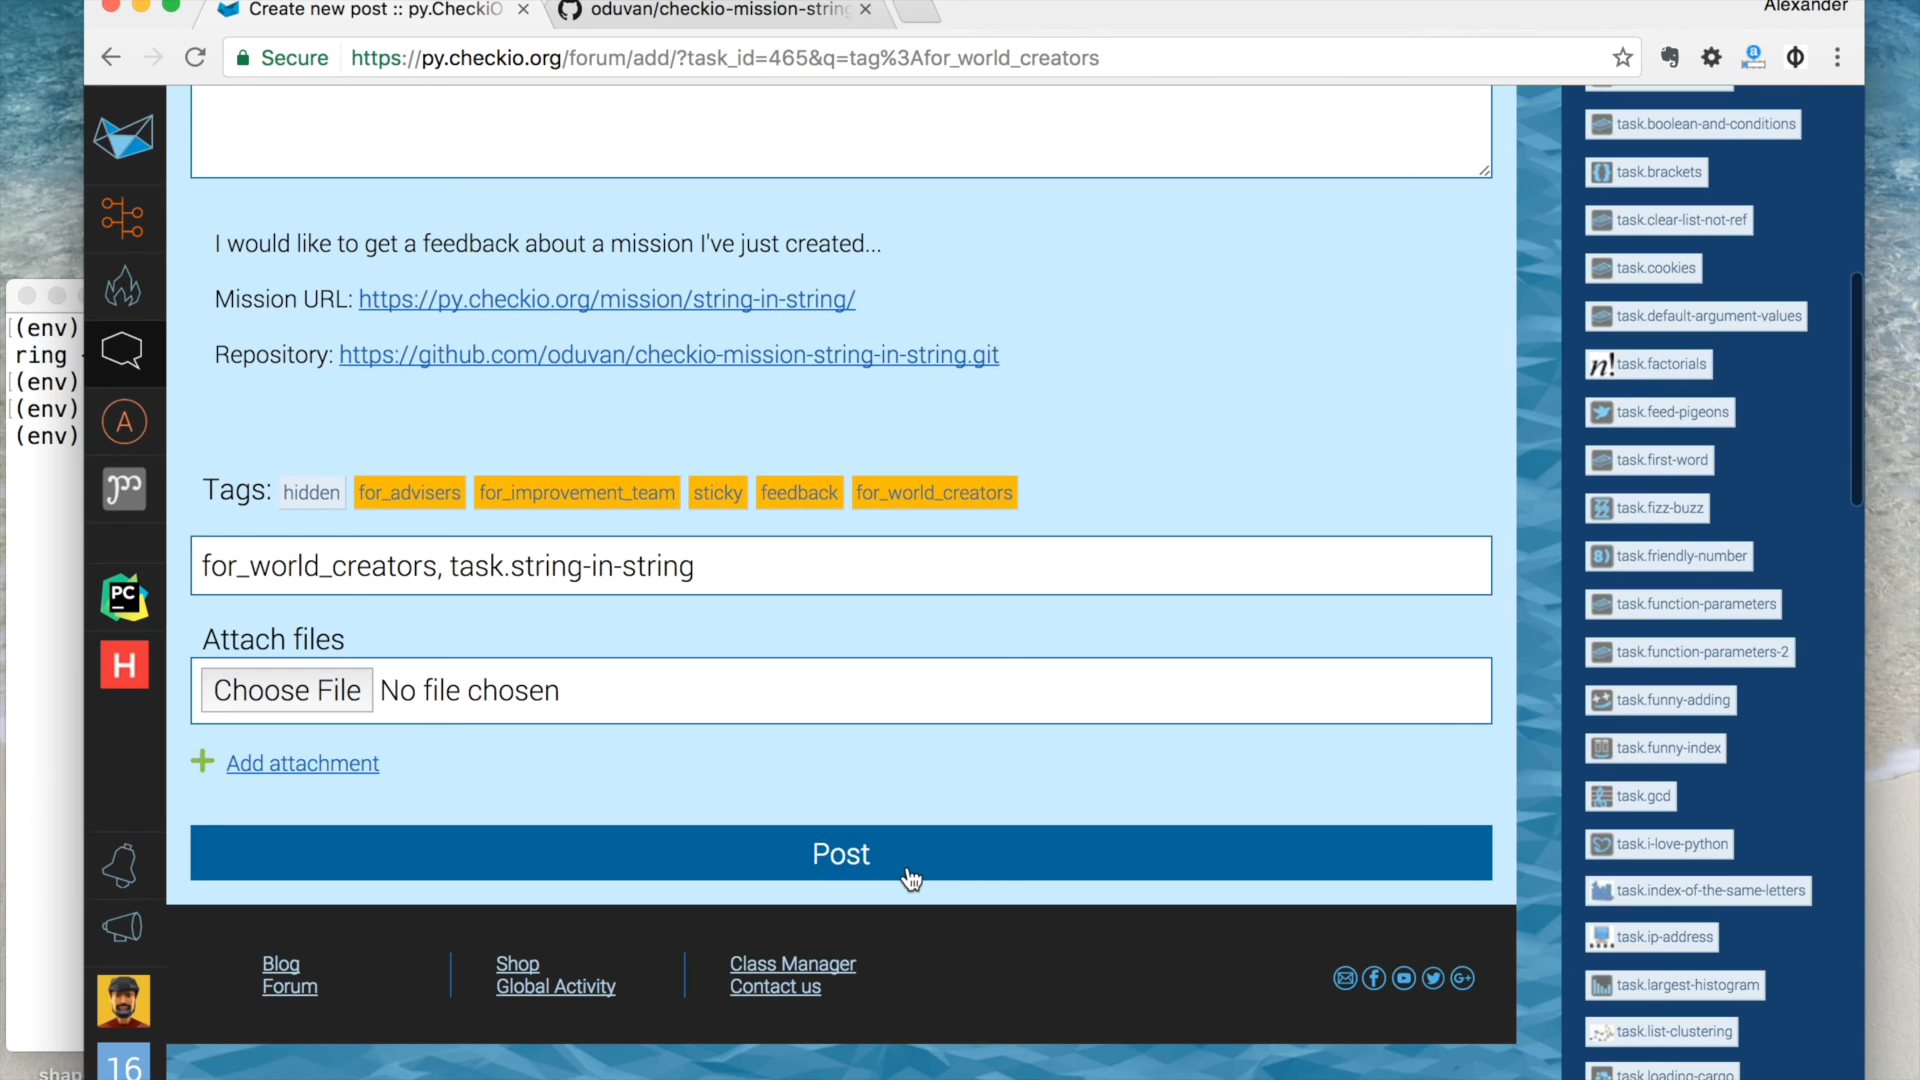 Create new post :: py.CheckiO
oduvan/checkio-mission-string
Alexander
Secure
https://py.checkio.org/forum/add/?task_id=465&q=tag%3Afor_world_creators
(env)
ring
(env)
(env)
(env)
I would like to get a feedback about a mission I've just created...
Mission URL: https://py.checkio.org/mission/string-in-string/
Repository: https://github.com/oduvan/checkio-mission-string-in-string.git
Tags: hidden for_advisers for_improvement_team sticky feedback for_world_creators
for_world_creators, task.string-in-string
Attach files
Choose File No file chosen
Add attachment
Post
Blog
Forum
Shop
Global Activity
Class Manager
Contact us
A
PC
H
16
shap
task.boolean-and-conditions
task.brackets
task.clear-list-not-ref
task.cookies
task.default-argument-values
n! task.factorials
task.feed-pigeons
task.first-word
task.fizz-buzz
8) task.friendly-number
task.function-parameters
task.function-parameters-2
task.funny-adding
task.funny-index
task.gcd
task.i-love-python
task.index-of-the-same-letters
task.ip-address
task.largest-histogram
task.list-clustering
task.loading-cargo